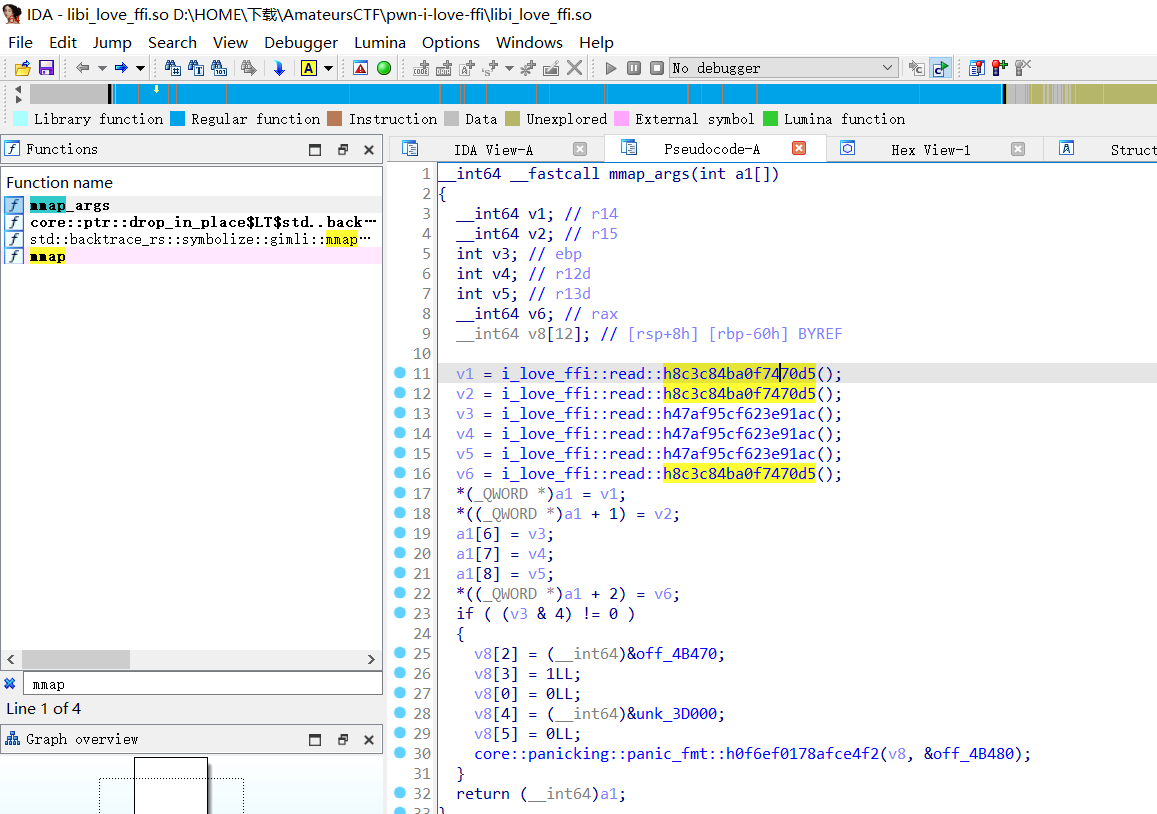 IDA - libi_love_ffi.so D:\HOME\下载\AmateursCTF\pwn-i-love-ffi\libi_love_ffi.so
File Edit Jump Search View Debugger Lumina Options Windows Help
No debugger
Library function Regular function Instruction Data Unexplored External symbol Lumina function
Functions
IDA View-A Pseudocode-A Hex View-1 Struct
Function name
mmap_args
core::ptr::drop_in_place$LT$std..back…
std::backtrace_rs::symbolize::gimli::mmap…
mmap
mmap
Line 1 of 4
Graph overview
1 __int64 __fastcall mmap_args(int a1[])
2 {
3 __int64 v1; // r14
4 __int64 v2; // r15
5 int v3; // ebp
6 int v4; // r12d
7 int v5; // r13d
8 __int64 v6; // rax
9 __int64 v8[12]; // [rsp+8h] [rbp-60h] BYREF
10
11 v1 = i_love_ffi::read::h8c3c84ba0f7470d5();
12 v2 = i_love_ffi::read::h8c3c84ba0f7470d5();
13 v3 = i_love_ffi::read::h47af95cf623e91ac();
14 v4 = i_love_ffi::read::h47af95cf623e91ac();
15 v5 = i_love_ffi::read::h47af95cf623e91ac();
16 v6 = i_love_ffi::read::h8c3c84ba0f7470d5();
17 *(_QWORD *)a1 = v1;
18 *((_QWORD *)a1 + 1) = v2;
19 a1[6] = v3;
20 a1[7] = v4;
21 a1[8] = v5;
22 *((_QWORD *)a1 + 2) = v6;
23 if ( (v3 & 4) != 0 )
24 {
25 v8[2] = (__int64)&off_4B470;
26 v8[3] = 1LL;
27 v8[0] = 0LL;
28 v8[4] = (__int64)&unk_3D000;
29 v8[5] = 0LL;
30 core::panicking::panic_fmt::h0f6ef0178afce4f2(v8, &off_4B480);
31 }
32 return (__int64)a1;
33 }